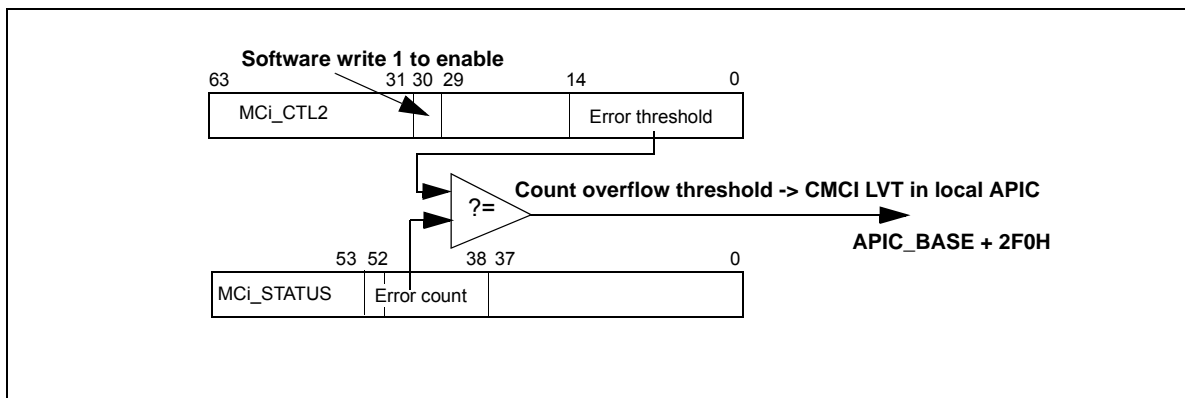 Software write 1 to enable
63 31 30 29 14 0
MCi_CTL2 Error threshold
?=
Count overflow threshold -> CMCI LVT in local APIC
APIC_BASE + 2F0H
53 52 38 37 0
MCi_STATUS Error count